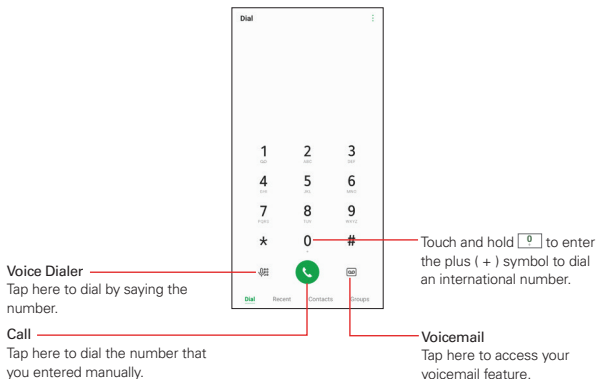 Dial
1 2 3
ABC DEF
4 5 6
GHI JKL MNO
7 8 9
PQRS TUV WXYZ
* 0 #
+
Dial Recent Contacts Groups
Touch and hold 0 to enter
the plus ( + ) symbol to dial
an international number.
Voice Dialer
Tap here to dial by saying the
number.
Call
Tap here to dial the number that
you entered manually.
Voicemail
Tap here to access your
voicemail feature.